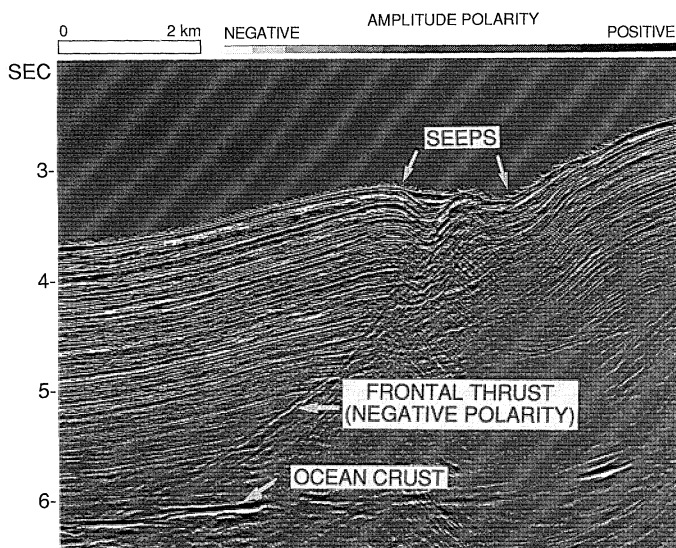 0 2 km
AMPLITUDE POLARITY
NEGATIVE POSITIVE
SEC
SEEPS
3-
4-
5-
FRONTAL THRUST
(NEGATIVE POLARITY)
OCEAN CRUST
6-